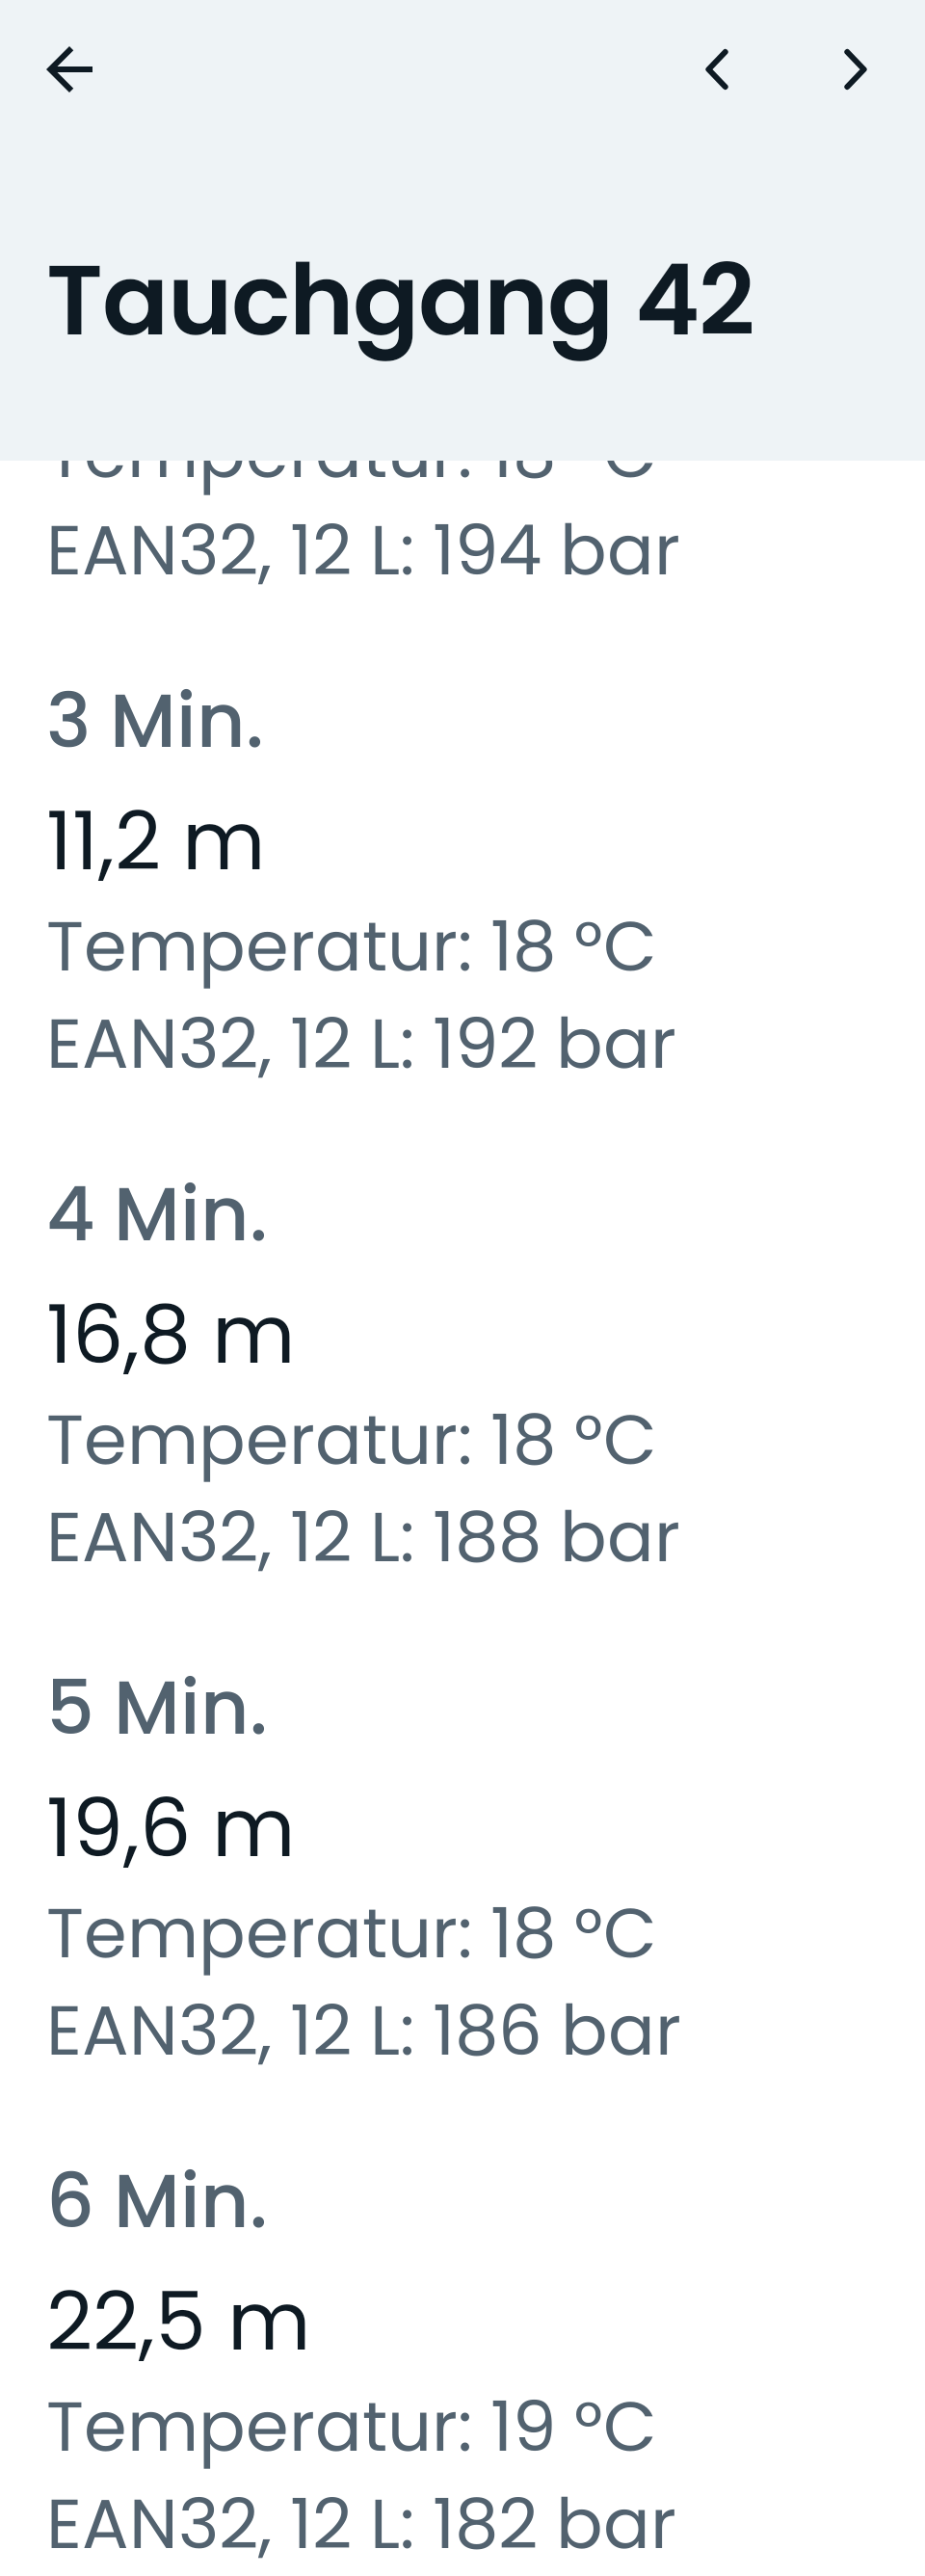 Tauchgang 42
Temperatur: 18 °C
EAN32, 12 L: 194 bar
3 Min.
11,2 m
Temperatur: 18 °C
EAN32, 12 L: 192 bar
4 Min.
16,8 m
Temperatur: 18 °C
EAN32, 12 L: 188 bar
5 Min.
19,6 m
Temperatur: 18 °C
EAN32, 12 L: 186 bar
6 Min.
22,5 m
Temperatur: 19 °C
EAN32, 12 L: 182 bar